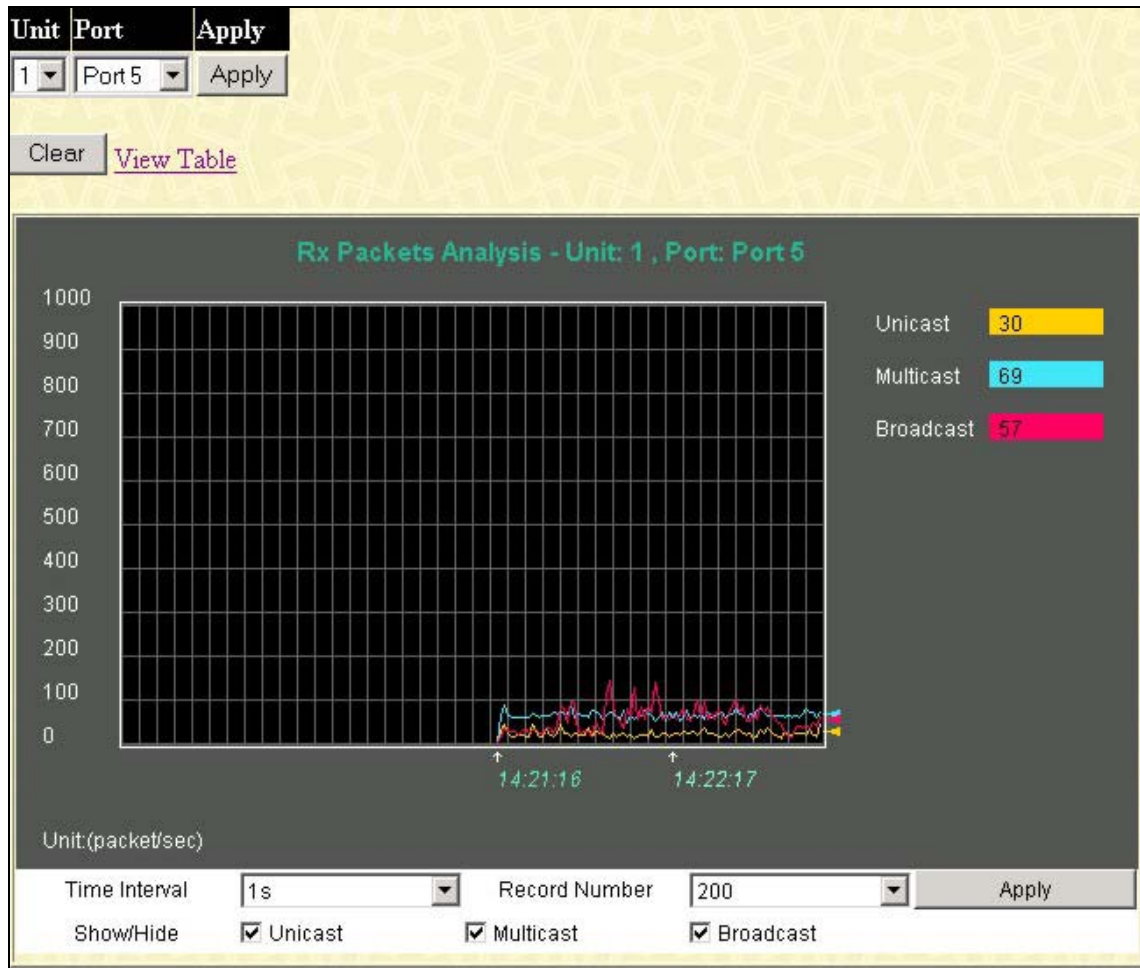 Unit Port Apply
1 Port 5 Apply
Clear View Table
Rx Packets Analysis - Unit: 1 , Port: Port 5
1000
900
800
700
600
500
400
300
200
100
0
Unicast 30
Multicast 69
Broadcast 57
14:21:16 14:22:17
Unit:(packet/sec)
Time Interval 1s Record Number 200 Apply
Show/Hide Unicast Multicast Broadcast